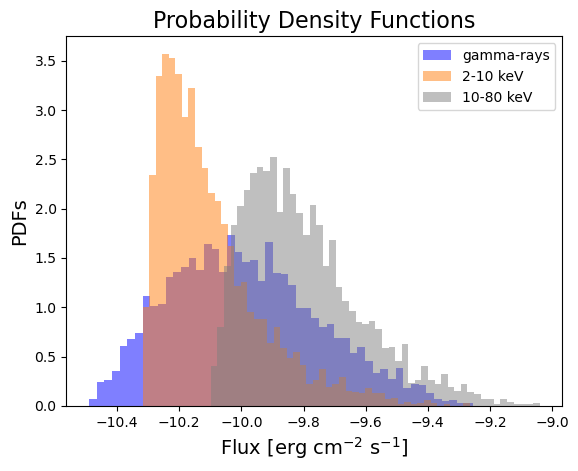 Probability Density Functions
gamma-rays
2-10 keV
10-80 keV
3.5
3.0
2.5
2.0
1.5
1.0
0.5
0.0
PDFs
−10.4
−10.2
−10.0
−9.8
−9.6
−9.4
−9.2
−9.0
Flux [erg cm⁻² s⁻¹]